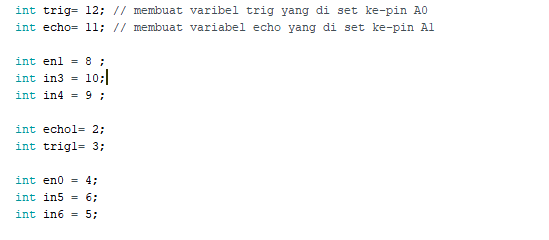 int trig= 12; // membuat varibel trig yang di set ke-pin A0
int echo= 11; // membuat variabel echo yang di set ke-pin A1
int en1 = 8 ;
int in3 = 10;
int in4 = 9 ;
int echo1= 2;
int trig1= 3;
int en0 = 4;
int in5 = 6;
int in6 = 5;